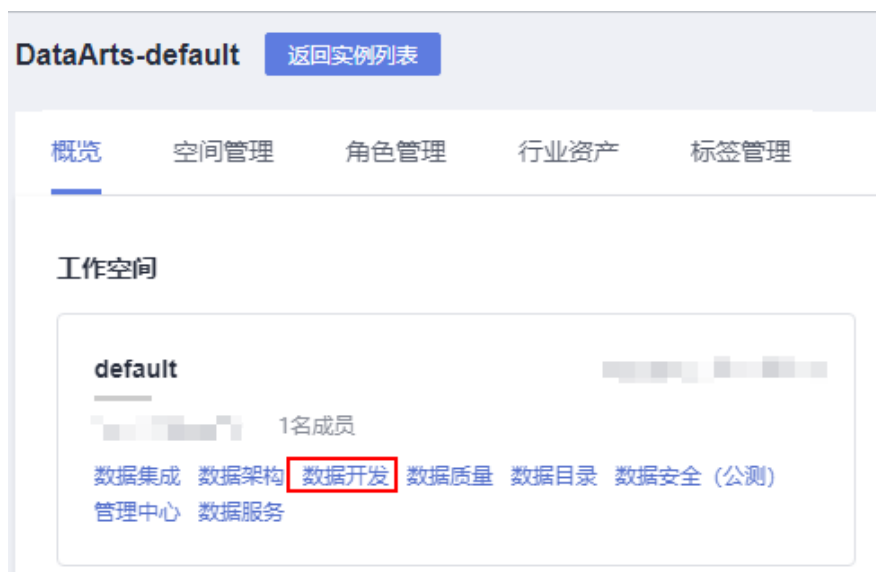 DataArts-default 返回实例列表
概览 空间管理 角色管理 行业资产 标签管理
工作空间
default
1名成员
数据集成 数据架构 数据开发 数据质量 数据目录 数据安全 (公测)
管理中心 数据服务